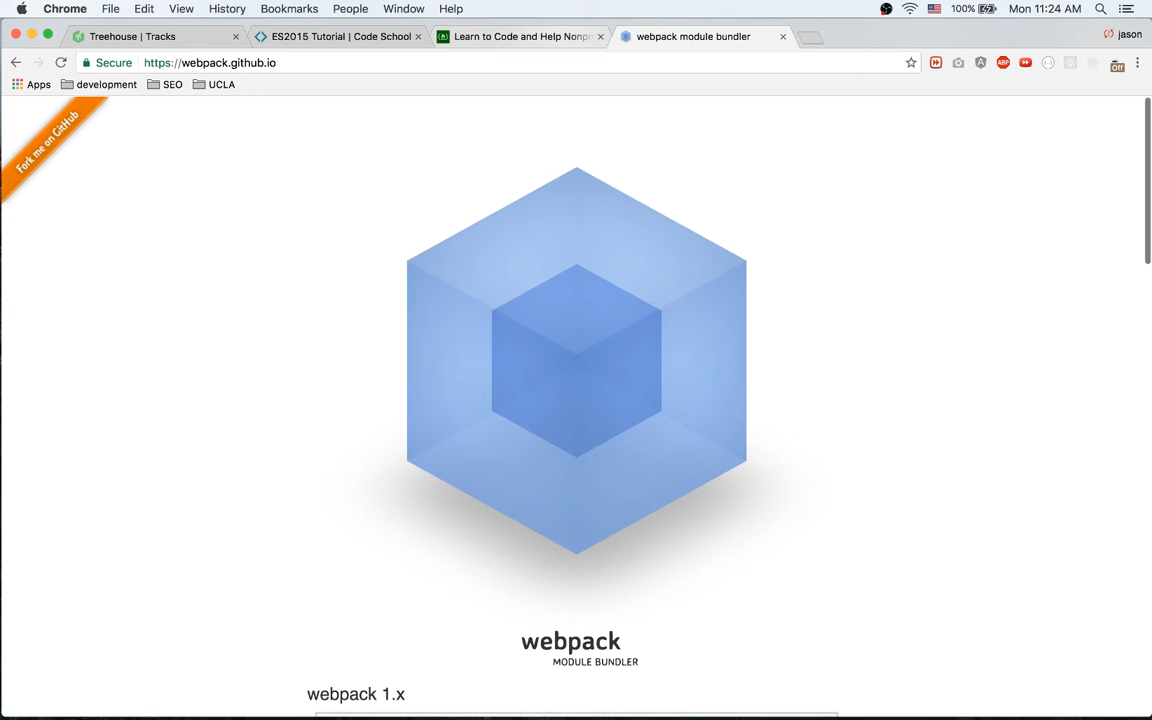 Chrome File Edit View History Bookmarks People Window Help 100% Mon 11:24 AM
Treehouse | Tracks ES2015 Tutorial | Code School Learn to Code and Help Nonpr webpack module bundler jason
Secure https://webpack.github.io ABP Off
Apps development SEO UCLA
Fork me on GitHub
webpack
MODULE BUNDLER
webpack 1.x